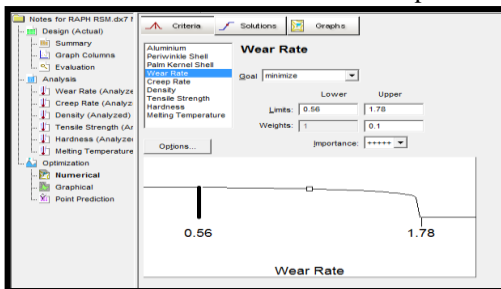 Notes for RAPH RSM.dx7 f
Design (Actual)
Summary
Graph Columns
Evaluation
Analysis
Wear Rate (Analyze
Creep Rate (Analyz
Density (Analyzed)
Tensile Strength (Ar
Hardness (Analyze
Melting Temperature
Optimization
Numerical
Graphical
Point Prediction
Criteria
Solutions
Graphs
Aluminium
Periwinkle Shell
Palm Kernel Shell
Wear Rate
Creep Rate
Density
Tensile Strength
Hardness
Melting Temperature
Options...
Wear Rate
Goal minimize
Lower Upper
Limits: 0.56 1.78
Weights: 1 0.1
Importance: +++++
0.56 1.78
Wear Rate